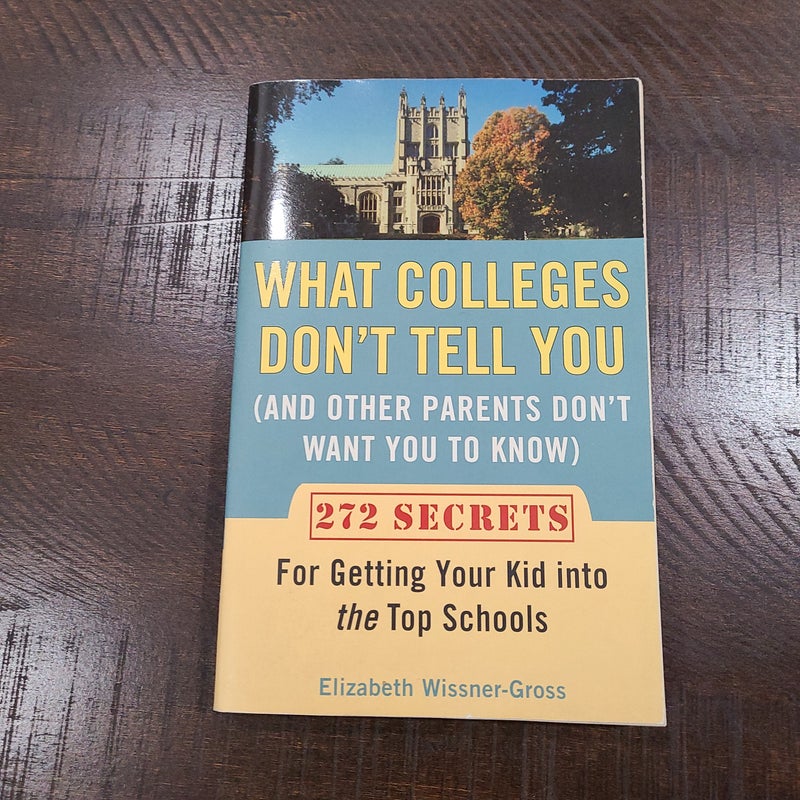 WHAT COLLEGES
DON'T TELL YOU
(AND OTHER PARENTS DON'T
WANT YOU TO KNOW)
272 SECRETS
For Getting Your Kid into
the Top Schools
Elizabeth Wissner-Gross